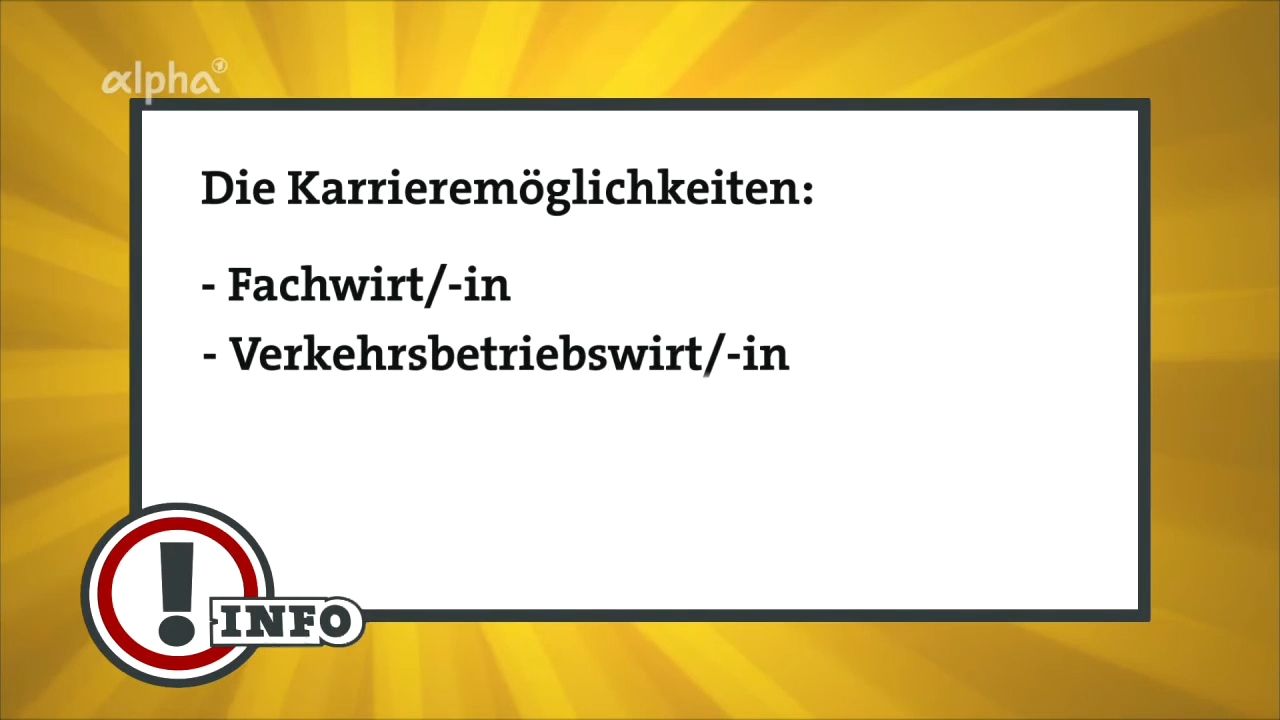 alpha
Die Karrieremöglichkeiten:
- Fachwirt/-in
- Verkehrsbetriebswirt/-in
! INFO